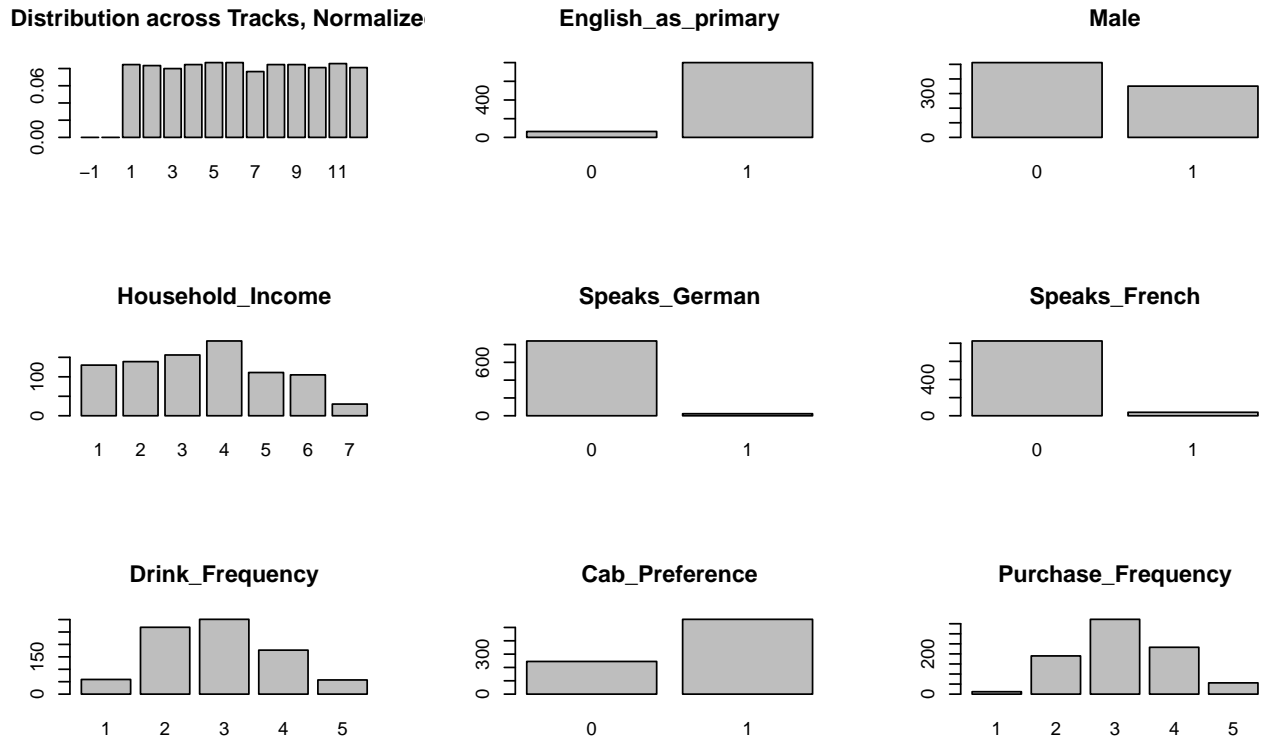 Distribution across Tracks, Normalize
0.06
0.00
−1 1 3 5 7 9 11
English_as_primary
400
0
0 1
Male
300
0
0 1
Household_Income
100
0
1 2 3 4 5 6 7
Speaks_German
600
0
0 1
Speaks_French
400
0
0 1
Drink_Frequency
150
0
1 2 3 4 5
Cab_Preference
300
0
0 1
Purchase_Frequency
200
0
1 2 3 4 5